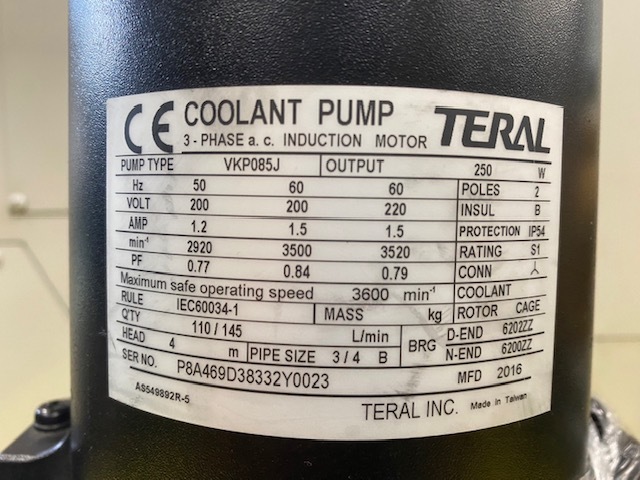 CE COOLANT PUMP TERAL
3 - PHASE a. c. INDUCTION MOTOR
PUMP TYPE VKP085J OUTPUT 250 W
Hz 50 60 60 POLES 2
VOLT 200 200 220 INSUL B
AMP 1.2 1.5 1.5 PROTECTION IP54
min⁻¹ 2920 3500 3520 RATING S1
PF 0.77 0.84 0.79 CONN
Maximum safe operating speed 3600 min⁻¹ COOLANT
RULE IEC60034-1 MASS kg ROTOR CAGE
Q'TY 110 / 145 L/min BRG D-END 6202ZZ
HEAD 4 m PIPE SIZE 3 / 4 B N-END 6200ZZ
SER NO. P8A469D38332Y0023 MFD 2016
AS549892R-5 TERAL INC. Made in Taiwan